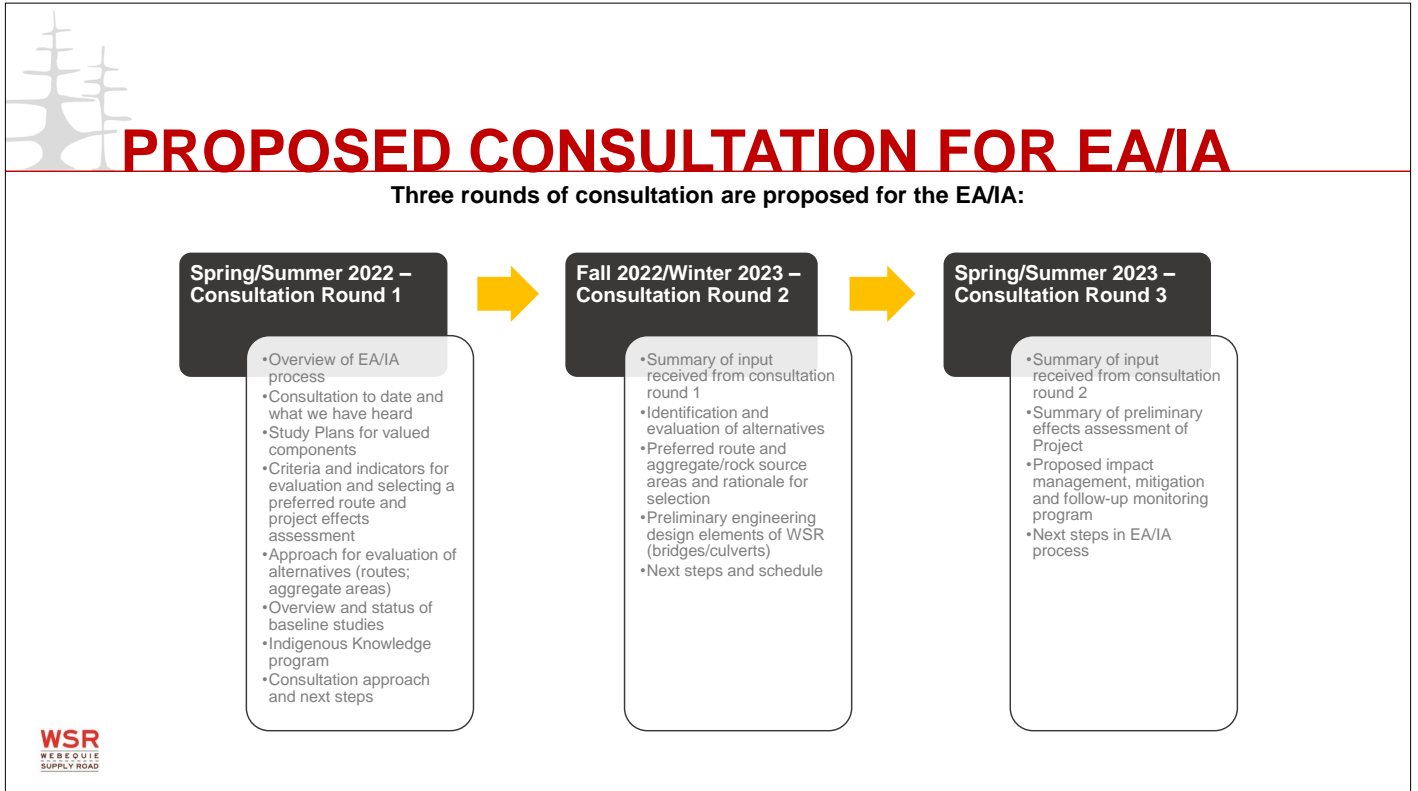 PROPOSED CONSULTATION FOR EA/IA
Three rounds of consultation are proposed for the EA/IA:
Spring/Summer 2022 –
Consultation Round 1
•Overview of EA/IA
process
•Consultation to date and
what we have heard
•Study Plans for valued
components
•Criteria and indicators for
evaluation and selecting a
preferred route and
project effects
assessment
•Approach for evaluation of
alternatives (routes;
aggregate areas)
•Overview and status of
baseline studies
•Indigenous Knowledge
program
•Consultation approach
and next steps
Fall 2022/Winter 2023 –
Consultation Round 2
•Summary of input
received from consultation
round 1
•Identification and
evaluation of alternatives
•Preferred route and
aggregate/rock source
areas and rationale for
selection
•Preliminary engineering
design elements of WSR
(bridges/culverts)
•Next steps and schedule
Spring/Summer 2023 –
Consultation Round 3
•Summary of input
received from consultation
round 2
•Summary of preliminary
effects assessment of
Project
•Proposed impact
management, mitigation
and follow-up monitoring
program
•Next steps in EA/IA
process
WSR
WEBEQUIE
SUPPLY ROAD